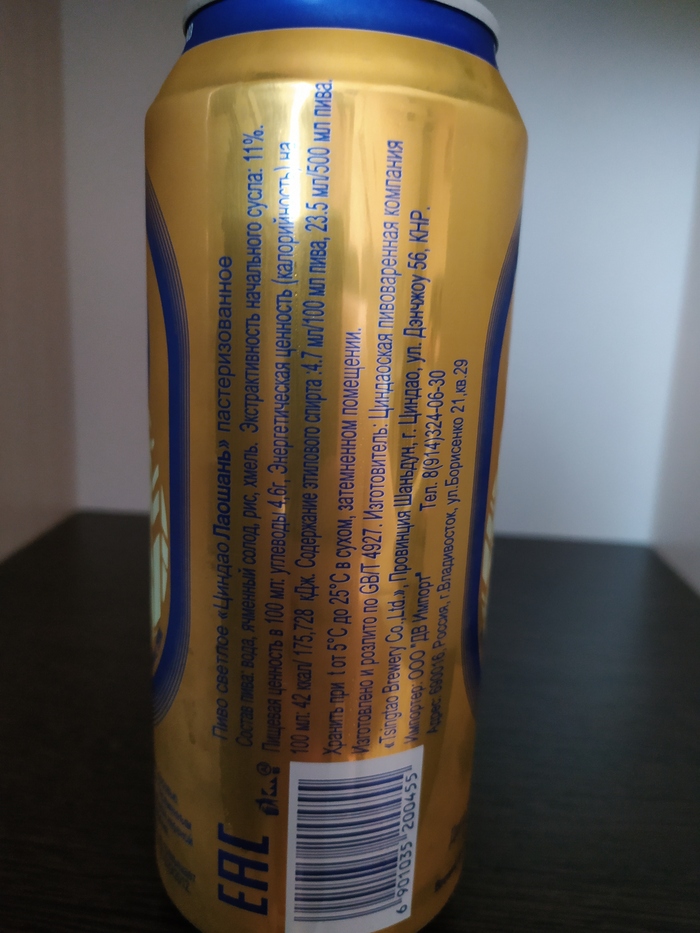 Пиво светлое «Циндао Лаошань» пастеризованное
Состав пива: вода, ячменный солод, рис, хмель. Экстрактивность начального сусла: 11%.
Пищевая ценность в 100 мл: углеводы 4.6г, Энергетическая ценность (калорийность) на
100 мл: 42 ккал/ 175,728 кДж. Содержание этилового спирта :4.7 мл/100 мл пива, 23.5 мл/500 мл пива.
Хранить при t от 5°С до 25°С в сухом, затемненном помещении.
Изготовлено и розлито по GB/T 4927. Изготовитель: Циндаоская пивоваренная компания
«Tsingtao Brewery Co.,Ltd.», Провинция Шаньдун, г. Циндао, ул. Дэнчжоу 56, КНР.
Импортер: ООО "ДВ Импорт" Тел. 8(914)324-06-30
Адрес: 690016, Россия, г.Владивосток, ул.Борисенко 21,кв.29
EAC
6 901035 200455